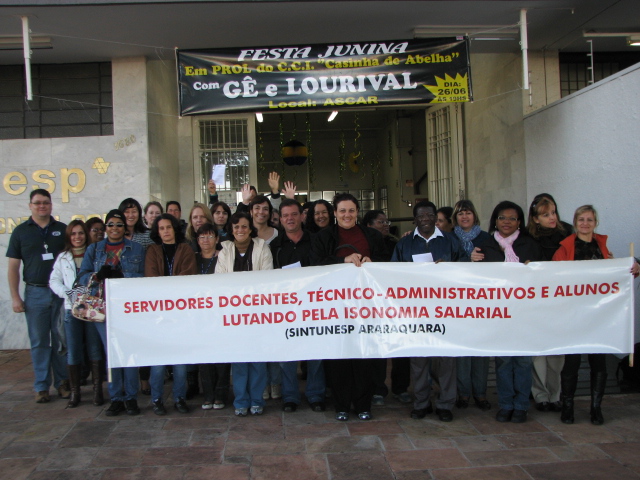 FESTA JUNINA
Em PROL do C.C.I. "Casinha de Abelha"
Com GÊ e LOURIVAL
Local: ASCAR
DIA:
26/06
esp
SERVIDORES DOCENTES, TÉCNICO-ADMINISTRATIVOS E ALUNOS
LUTANDO PELA ISONOMIA SALARIAL
(SINTUNESP ARARAQUARA)